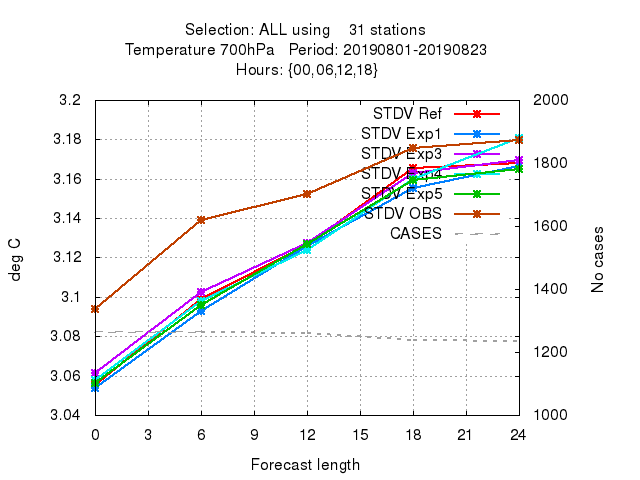 Selection: ALL using 31 stations
Temperature 700hPa Period: 20190801-20190823
Hours: {00,06,12,18}
3.2
3.18
3.16
3.14
3.12
3.1
3.08
3.06
3.04
deg C
STDV Ref
STDV Exp1
STDV Exp3
STDV Exp4
STDV Exp5
STDV OBS
CASES
2000
1800
1600
1400
1200
1000
No cases
0 3 6 9 12 15 18 21 24
Forecast length